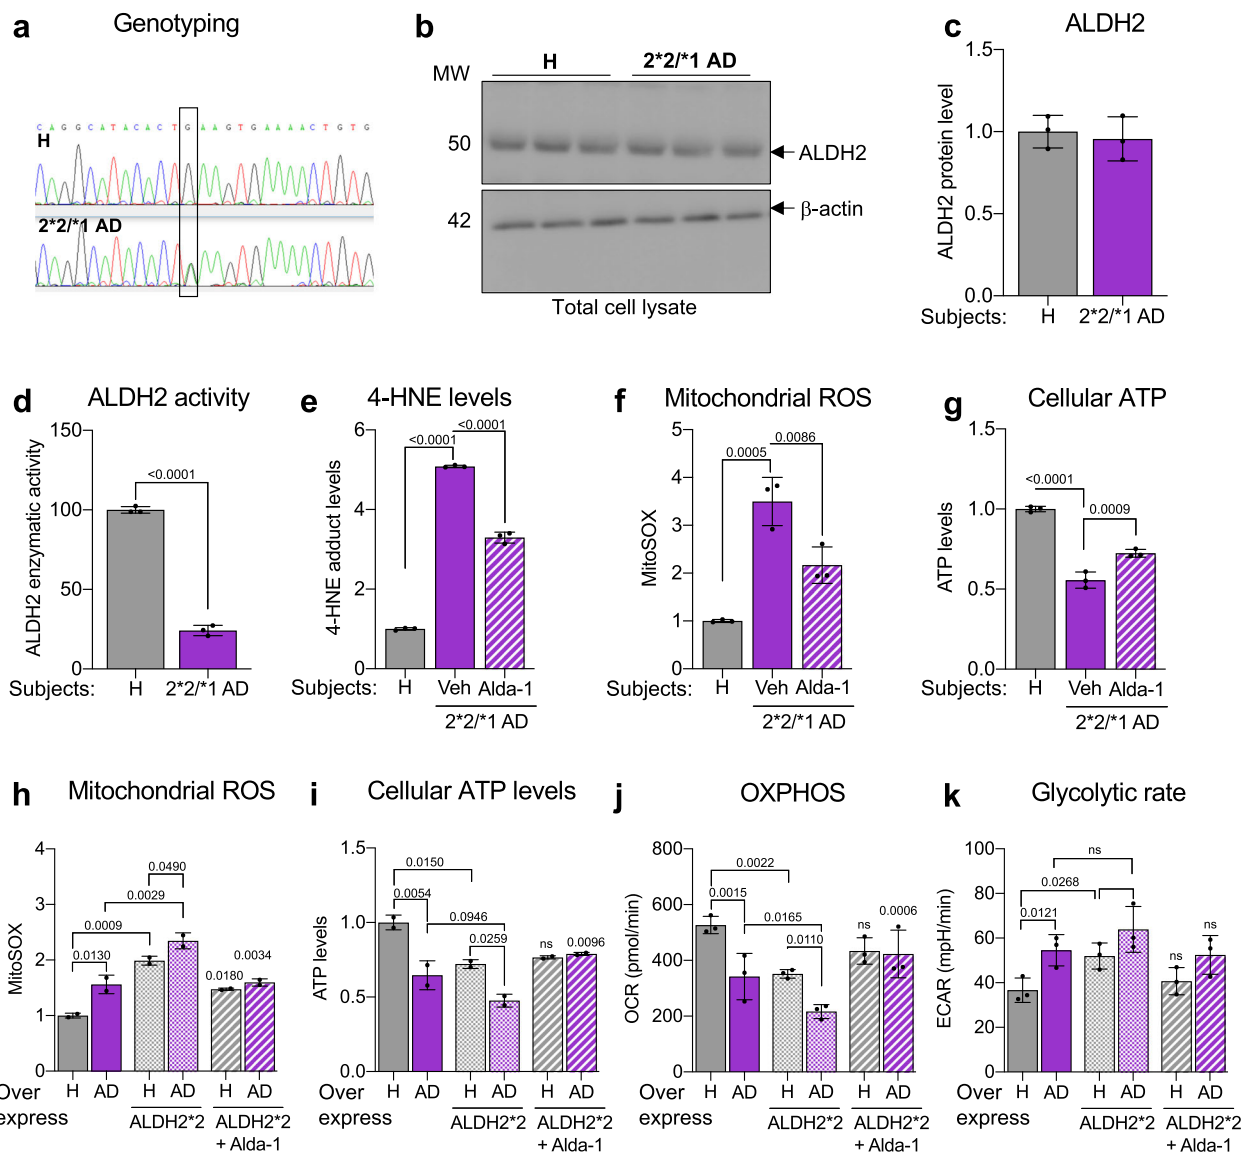 a Genotyping
C A G G C A T A C A C T G A A G T G A A A A C T G T G
H
2*2/*1 AD
b
MW H 2*2/*1 AD
50 ALDH2
42 β-actin
Total cell lysate
c ALDH2
ALDH2 protein level
1.5
1.0
0.5
0.0
Subjects: H 2*2/*1 AD
d ALDH2 activity
ALDH2 enzymatic activity
150
100
50
0
<0.0001
Subjects: H 2*2/*1 AD
e 4-HNE levels
4-HNE adduct levels
6
4
2
0
<0.0001
<0.0001
Subjects: H Veh Alda-1
2*2/*1 AD
f Mitochondrial ROS
MitoSOX
5
4
3
2
1
0
0.0086
0.0005
Subjects: H Veh Alda-1
2*2/*1 AD
g Cellular ATP
ATP levels
1.5
1.0
0.5
0.0
<0.0001
0.0009
Subjects: H Veh Alda-1
2*2/*1 AD
h Mitochondrial ROS
MitoSOX
4
3
2
1
0
0.0490
0.0029
0.0009
0.0130
0.0034
0.0180
Over H AD H AD H AD
express ALDH2*2 ALDH2*2
+ Alda-1
i Cellular ATP levels
ATP levels
1.5
1.0
0.5
0.0
0.0150
0.0054
0.0946
0.0259
ns 0.0096
Over H AD H AD H AD
express ALDH2*2 ALDH2*2
+ Alda-1
j OXPHOS
OCR (pmol/min)
800
600
400
200
0
0.0022
0.0015
0.0165
0.0110
ns 0.0006
Over H AD H AD H AD
express ALDH2*2 ALDH2*2
+ Alda-1
k Glycolytic rate
ECAR (mpH/min)
100
80
60
40
20
0
ns
0.0268
0.0121
ns
ns
Over H AD H AD H AD
express ALDH2*2 ALDH2*2
+ Alda-1